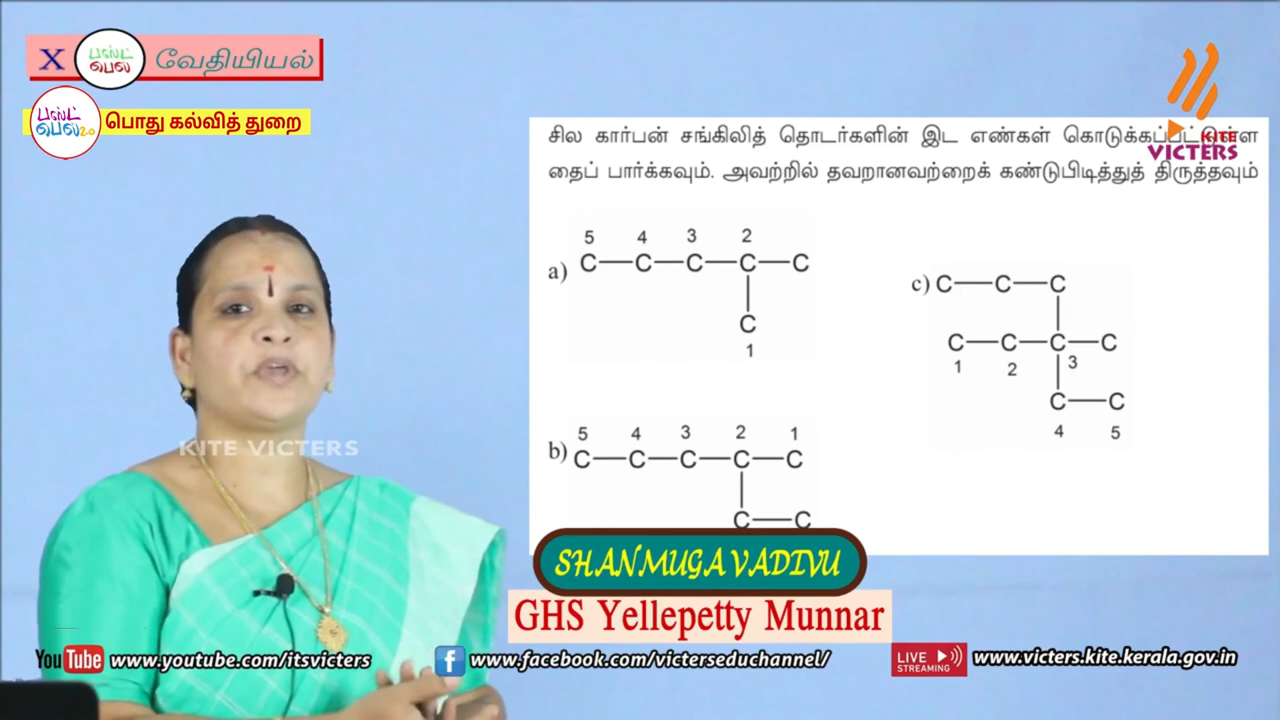 X பஸ்ட் பெல் வேதியியல்
பஸ்ட் பெல் 2.0 பொது கல்வித் துறை
KITE
VICTERS
சில கார்பன் சங்கிலித் தொடர்களின் இட எண்கள் கொடுக்கப்பட்டுள்ள
தைப் பார்க்கவும். அவற்றில் தவறானவற்றைக் கண்டுபிடித்துத் திருத்தவும்
5 4 3 2
a) C—C—C—C—C
C
1
b) 5 4 3 2 1
C—C—C—C—C
C—C
c) C—C—C
C—C—C—C
1 2 3
C—C
4 5
KITE VICTERS
SHANMUGA VADIVU
GHS Yellepetty Munnar
YouTube www.youtube.com/itsvicters
f www.facebook.com/victerseduchannel/
LIVE STREAMING www.victers.kite.kerala.gov.in